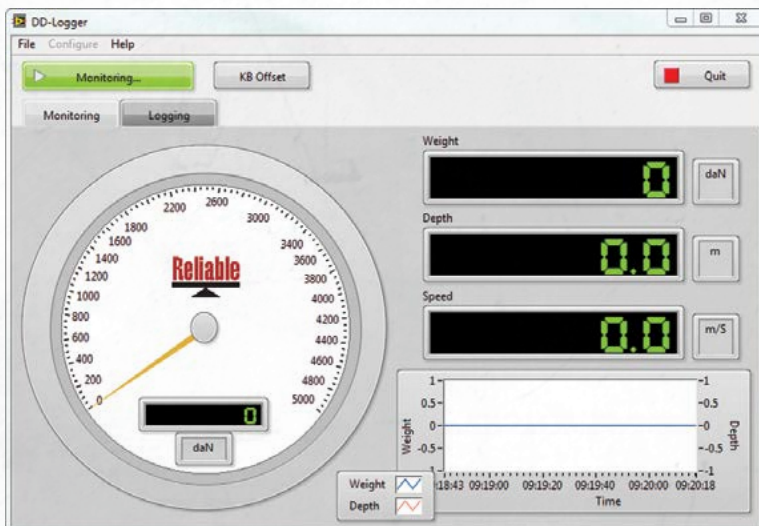 DD-Logger
File Configure Help
Monitoring... KB Offset Quit
Monitoring Logging
Weight
0 daN
Depth
0.0 m
Speed
0.0 m/S
0
200
400
600
800
1000
1200
1400
1600
1800
2200
2600
3000
3400
3600
3800
4000
4200
4400
4600
4800
5000
Reliable
0
daN
Weight
1-
0.5-
0-
-0.5-
-1-
-1
-0.5
-0
-0.5
-1
Depth
09:19:00 09:19:20 09:19:40 09:20:00 09:20:18
Time
Weight
Depth